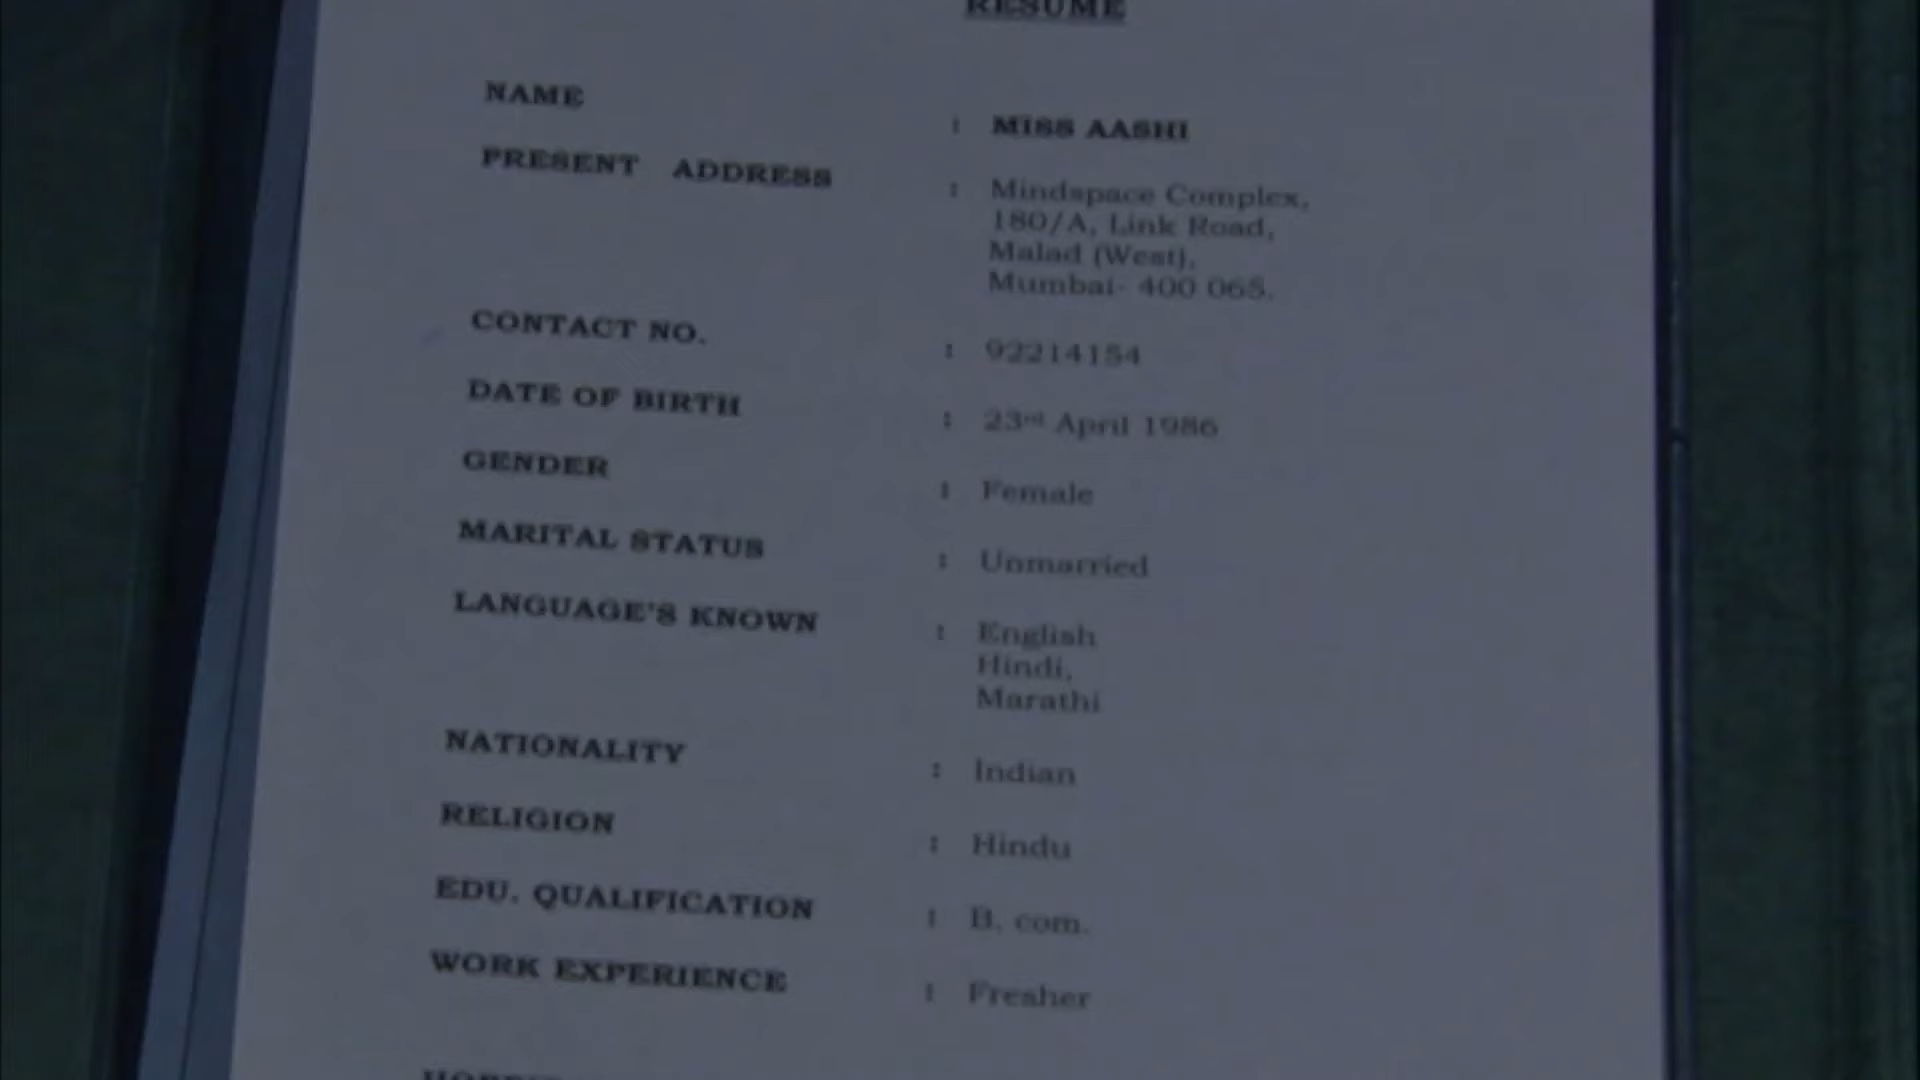 RESUME
NAME : MISS AASHI
PRESENT ADDRESS : Mindspace Complex,
180/A, Link Road,
Malad (West),
Mumbai- 400 065.
CONTACT NO. : 92214154
DATE OF BIRTH : 23rd April 1986
GENDER : Female
MARITAL STATUS : Unmarried
LANGUAGE'S KNOWN : English
Hindi,
Marathi
NATIONALITY : Indian
RELIGION : Hindu
EDU. QUALIFICATION : B. com.
WORK EXPERIENCE : Fresher